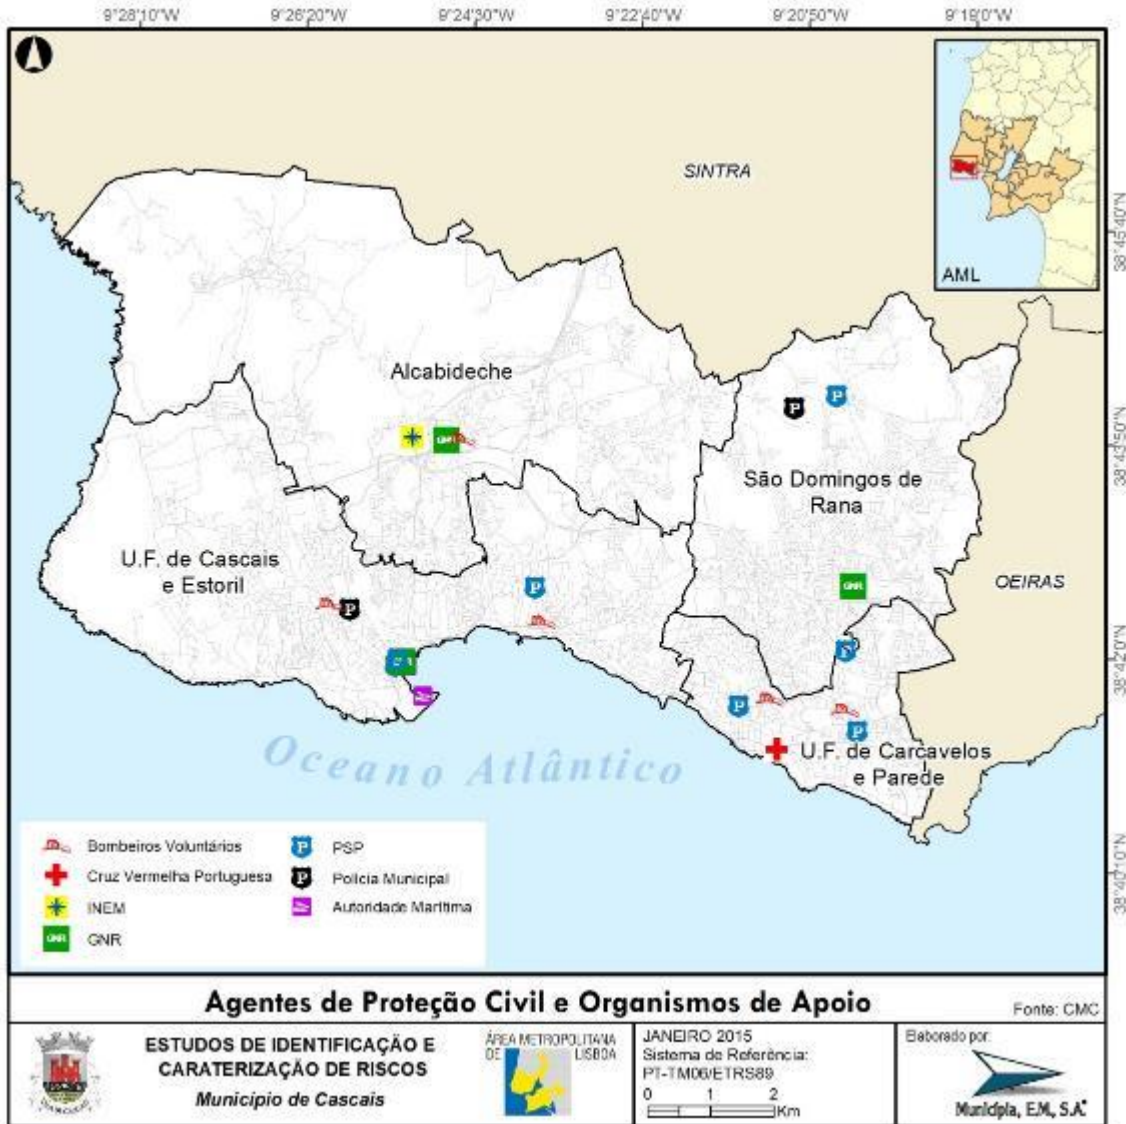 9°28'10"W 9°26'20"W 9°24'30"W 9°22'40"W 9°20'50"W 9°19'0"W
SINTRA
AML
38°45'40"N
Alcabideche
38°43'50"N
São Domingos de
Rana
GNR
U.F. de Cascais
e Estoril
OEIRAS
GNR
38°42'0"N
Oceano Atlântico
U.F. de Carcavelos
e Parede
Bombeiros Voluntários
Cruz Vermelha Portuguesa
INEM
GNR GNR
P PSP
P Polícia Municipal
Autoridade Marítima
38°40'10"N
Agentes de Proteção Civil e Organismos de Apoio
Fonte: CMC
ESTUDOS DE IDENTIFICAÇÃO E
CARATERIZAÇÃO DE RISCOS
Município de Cascais
ÁREA METROPOLITANA
DE LISBOA
JANEIRO 2015
Sistema de Referência:
PT-TM06/ETRS89
0 1 2
Km
Elaborado por:
Municípia, E.M., S.A.